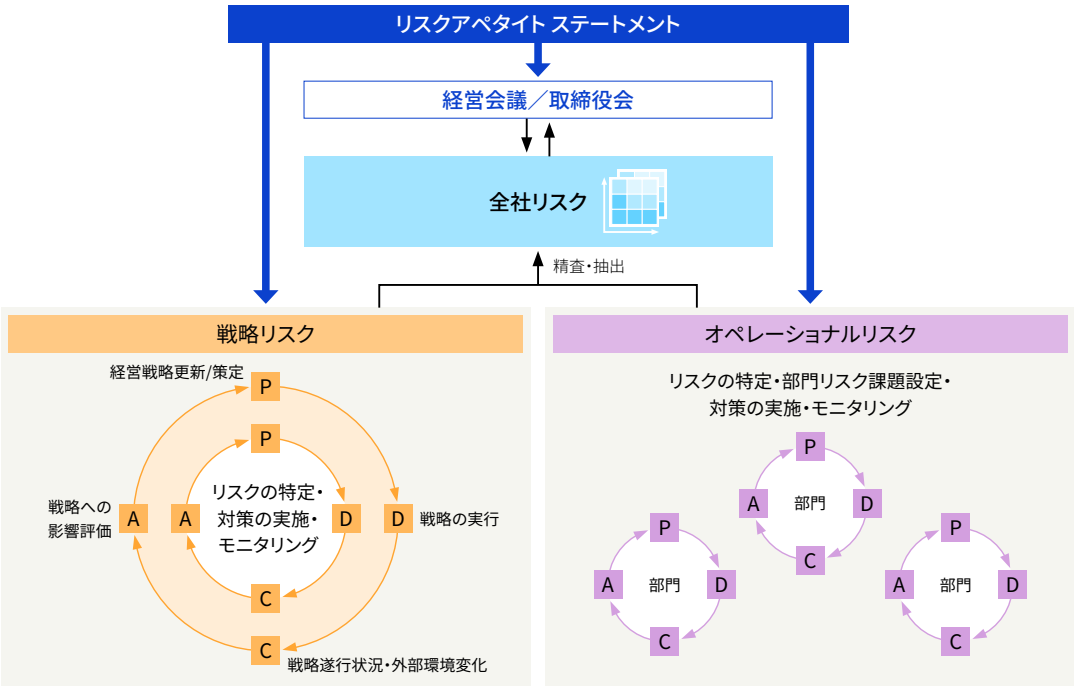 リスクアペタイト ステートメント
経営会議／取締役会
全社リスク
精査・抽出
戦略リスク
経営戦略更新/策定
P
P
リスクの特定・
対策の実施・
モニタリング
戦略への
影響評価
A
A
D
D
戦略の実行
C
C
戦略遂行状況・外部環境変化
オペレーショナルリスク
リスクの特定・部門リスク課題設定・
対策の実施・モニタリング
P
A
部門
D
C
P
A
部門
D
C
P
A
部門
D
C